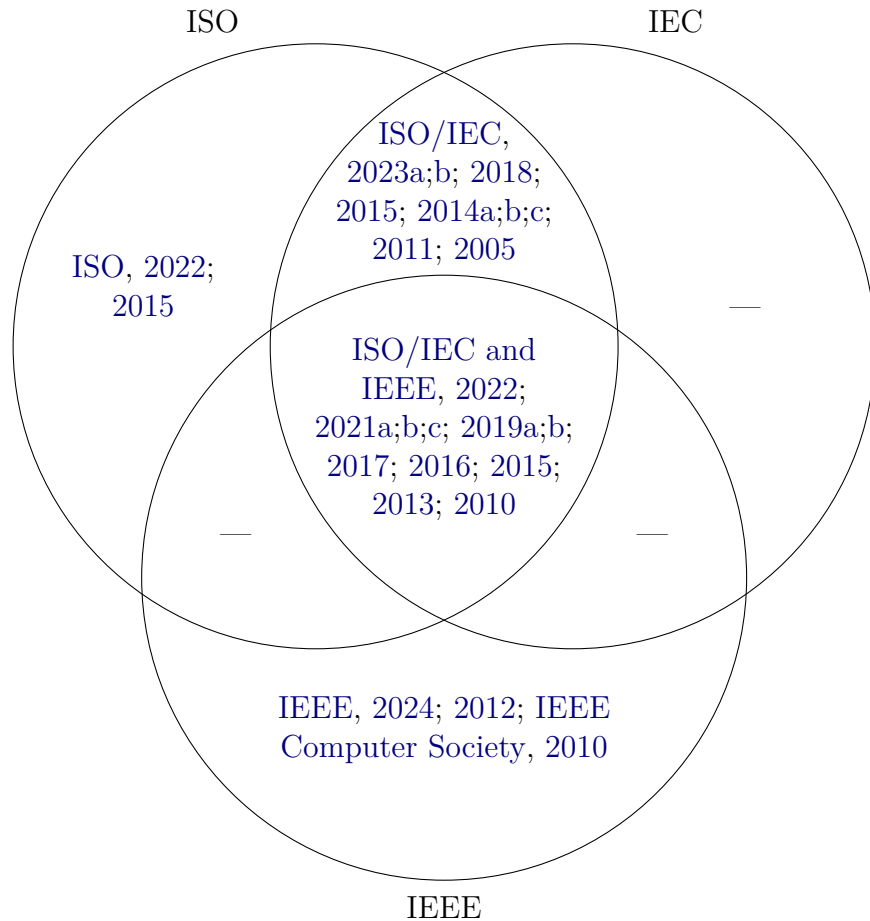 ISO
IEC
ISO/IEC,
2023a;b; 2018;
2015; 2014a;b;c;
2011; 2005
ISO, 2022;
2015
—
ISO/IEC and
IEEE, 2022;
2021a;b;c; 2019a;b;
2017; 2016; 2015;
2013; 2010
—
—
IEEE, 2024; 2012; IEEE
Computer Society, 2010
IEEE